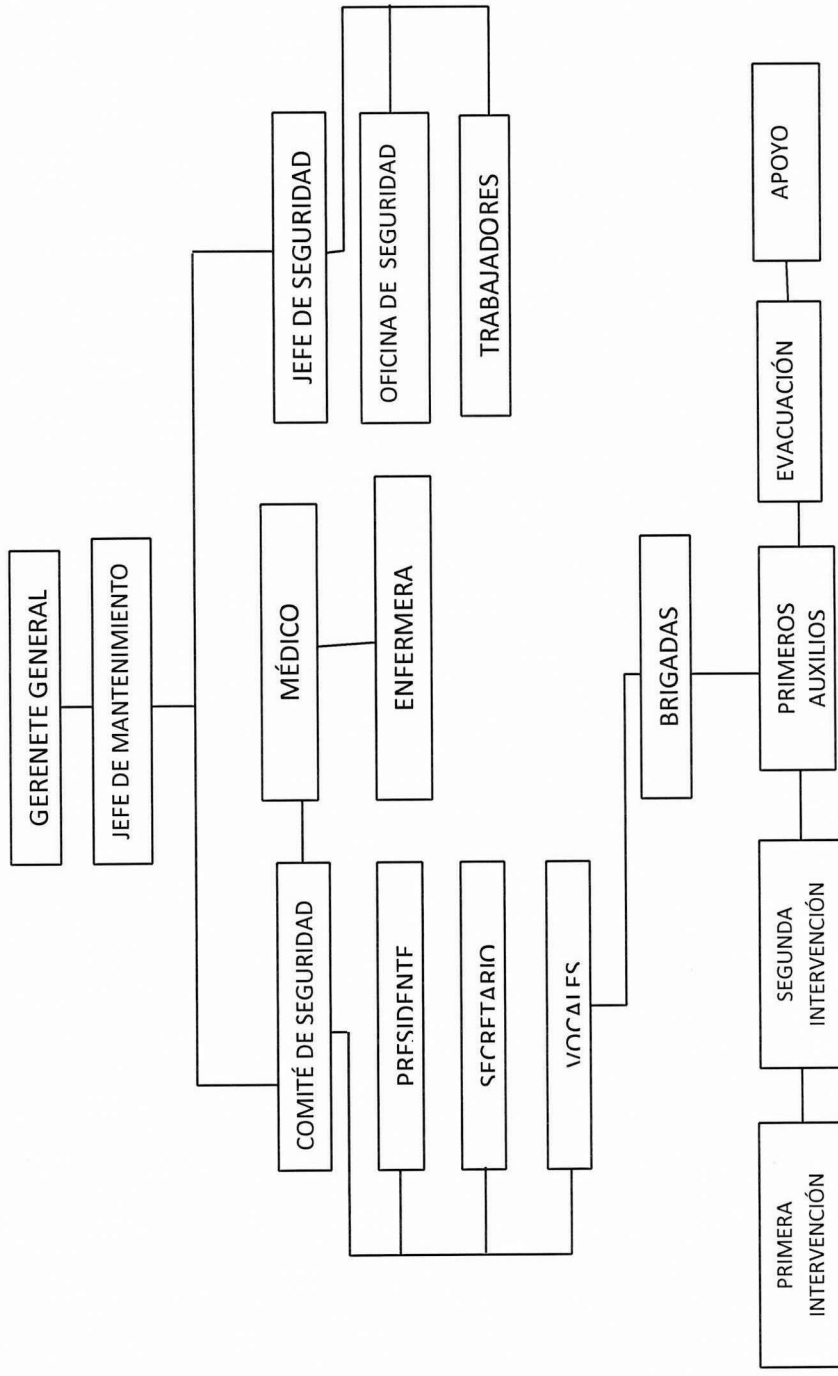 GERENETE GENERAL
JEFE DE MANTENIMIENTO
COMITÉ DE SEGURIDAD
MÉDICO
JEFE DE SEGURIDAD
PRESIDENTE
ENFERMERA
OFICINA DE SEGURIDAD
SECRETARIO
TRABAJADORES
VOCALES
BRIGADAS
PRIMERA
INTERVENCIÓN
SEGUNDA
INTERVENCIÓN
PRIMEROS
AUXILIOS
EVACUACIÓN
APOYO